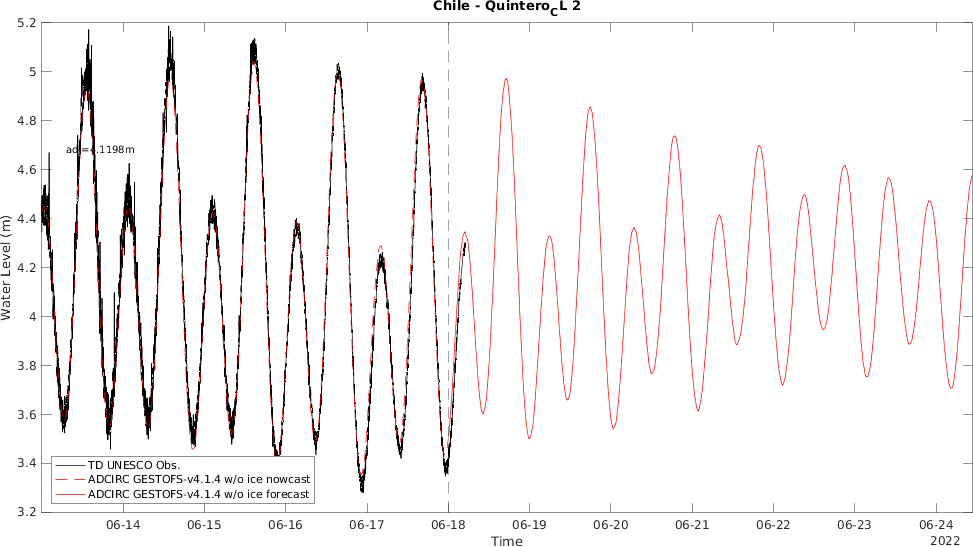 Chile - Quintero_CL 2
5.2
5
4.8
4.6
4.4
4.2
4
3.8
3.6
3.4
3.2
Water Level (m)
adj=4.1198m
TD UNESCO Obs.
ADCIRC GESTOFS-v4.1.4 w/o ice nowcast
ADCIRC GESTOFS-v4.1.4 w/o ice forecast
06-14 06-15 06-16 06-17 06-18 06-19 06-20 06-21 06-22 06-23 06-24
Time
2022